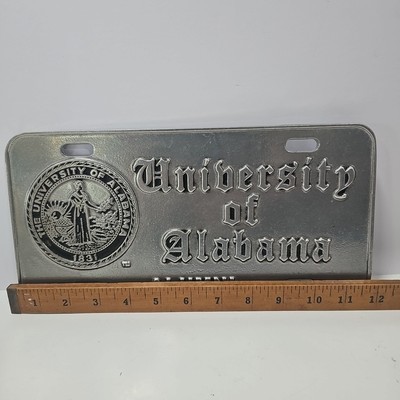 University
of
Alabama
THE UNIVERSITY OF ALABAMA
1831
1 2 3 4 5 6 7 8 9 10 11 12